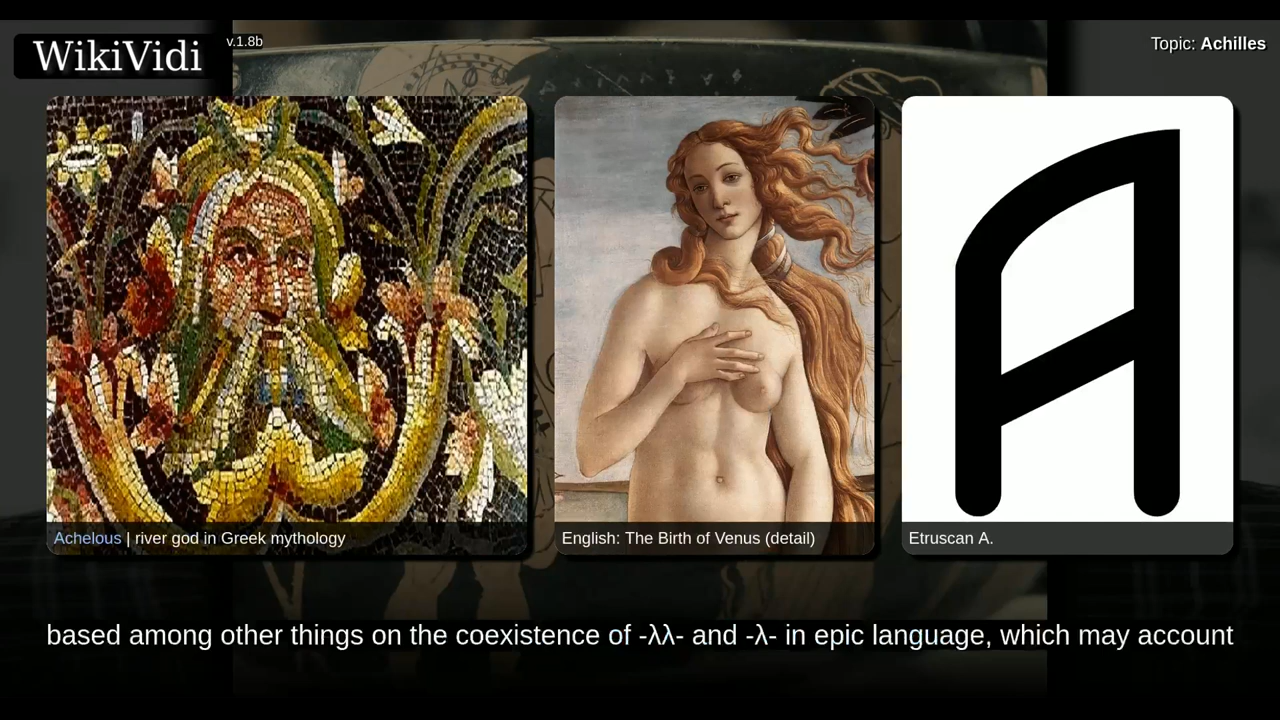 WikiVidi
v.1.8b
Topic: Achilles
Achelous | river god in Greek mythology
English: The Birth of Venus (detail)
Etruscan A.
based among other things on the coexistence of -λλ- and -λ- in epic language, which may account